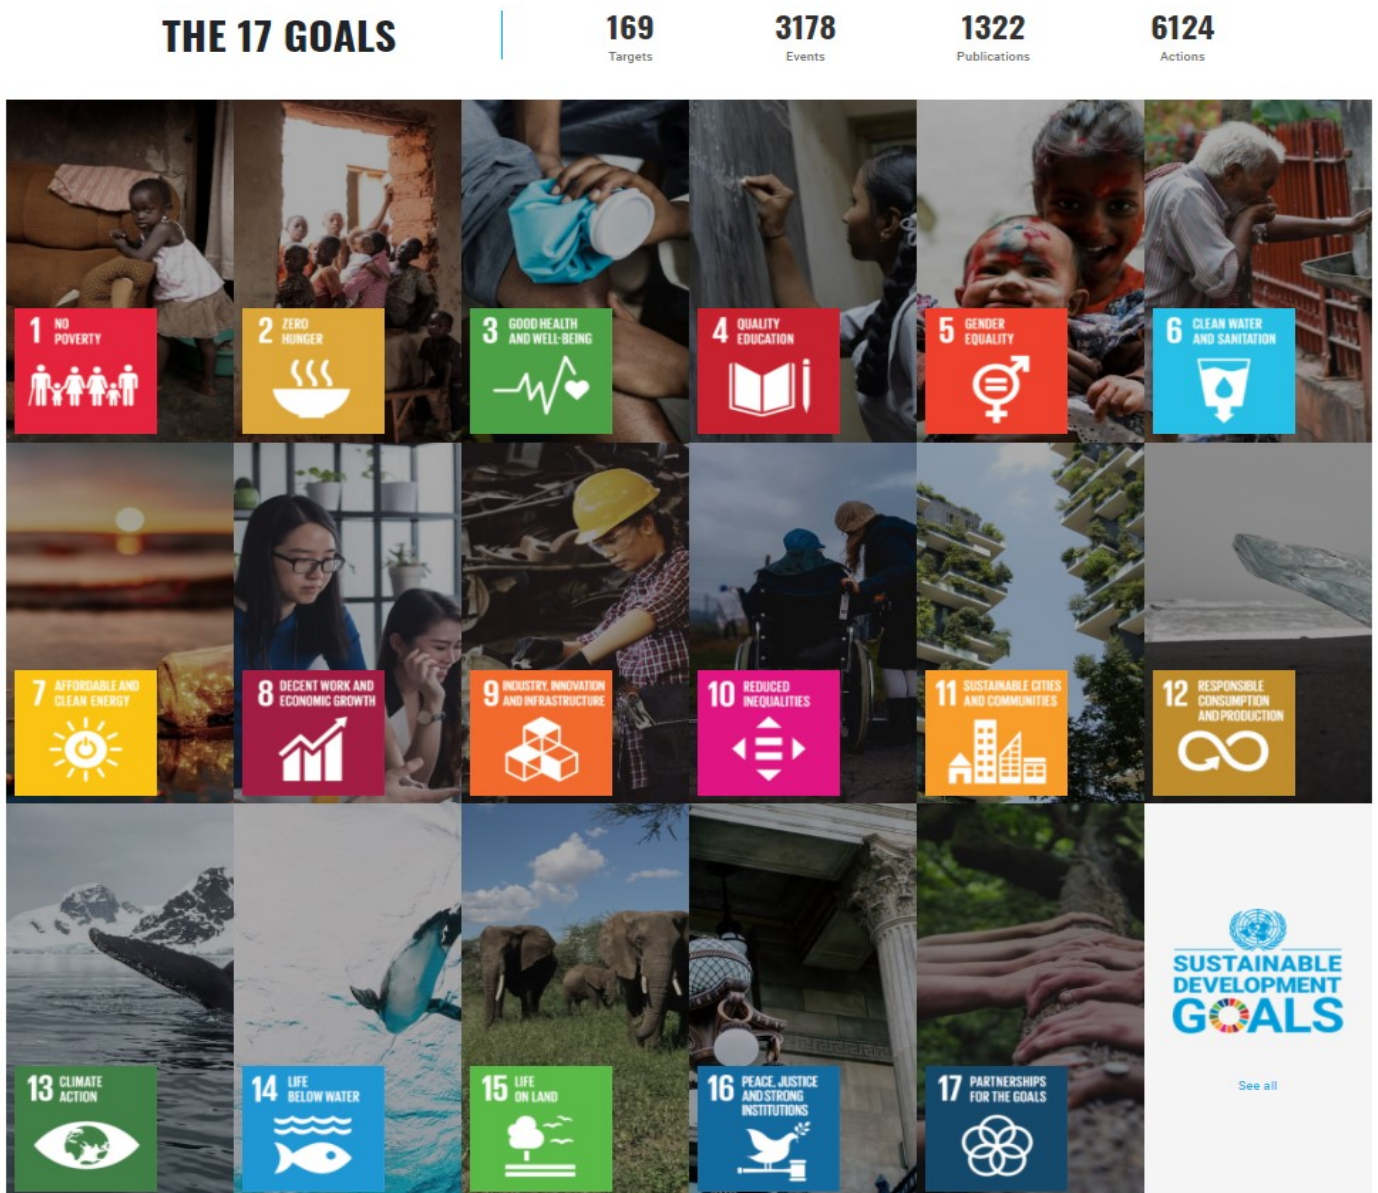 THE 17 GOALS
169
Targets
3178
Events
1322
Publications
6124
Actions
1 NO
POVERTY
2 ZERO
HUNGER
3 GOOD HEALTH
AND WELL-BEING
4 QUALITY
EDUCATION
5 GENDER
EQUALITY
6 CLEAN WATER
AND SANITATION
7 AFFORDABLE AND
CLEAN ENERGY
8 DECENT WORK AND
ECONOMIC GROWTH
9 INDUSTRY, INNOVATION
AND INFRASTRUCTURE
10 REDUCED
INEQUALITIES
11 SUSTAINABLE CITIES
AND COMMUNITIES
12 RESPONSIBLE
CONSUMPTION
AND PRODUCTION
13 CLIMATE
ACTION
14 LIFE
BELOW WATER
15 LIFE
ON LAND
16 PEACE, JUSTICE
AND STRONG
INSTITUTIONS
17 PARTNERSHIPS
FOR THE GOALS
SUSTAINABLE
DEVELOPMENT
GOALS
See all